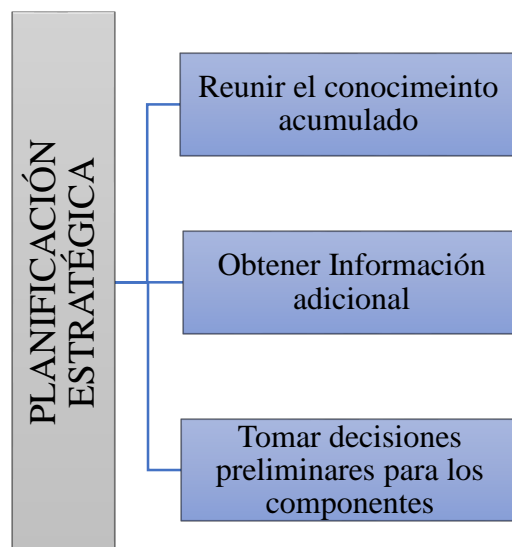 PLANIFICACIÓN
ESTRATÉGICA
Reunir el conocimeinto
acumulado
Obtener Información
adicional
Tomar decisiones
preliminares para los
componentes